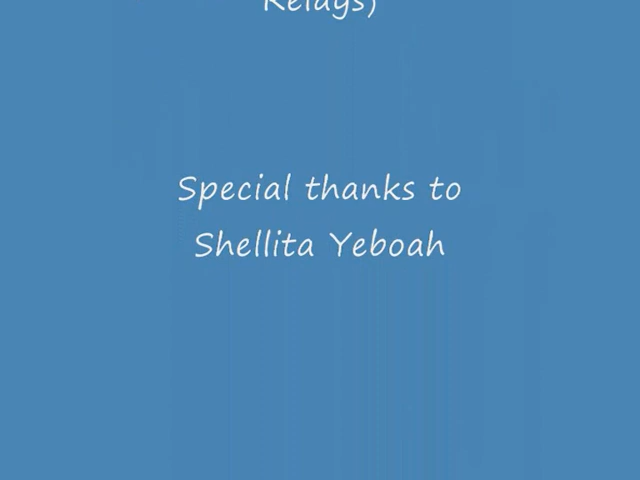 Relays)
Special thanks to
Shellita Yeboah